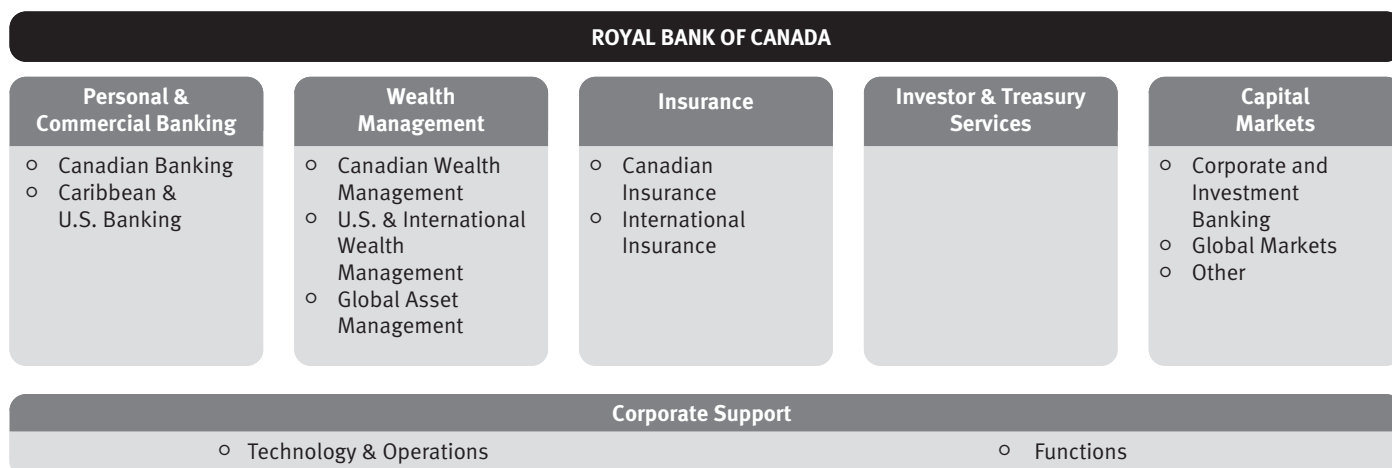 ROYAL BANK OF CANADA
Personal &
Commercial Banking
○ Canadian Banking
○ Caribbean &
U.S. Banking
Wealth
Management
○ Canadian Wealth
Management
○ U.S. & International
Wealth
Management
○ Global Asset
Management
Insurance
○ Canadian
Insurance
○ International
Insurance
Investor & Treasury
Services
Capital
Markets
○ Corporate and
Investment
Banking
○ Global Markets
○ Other
Corporate Support
○ Technology & Operations
○ Functions